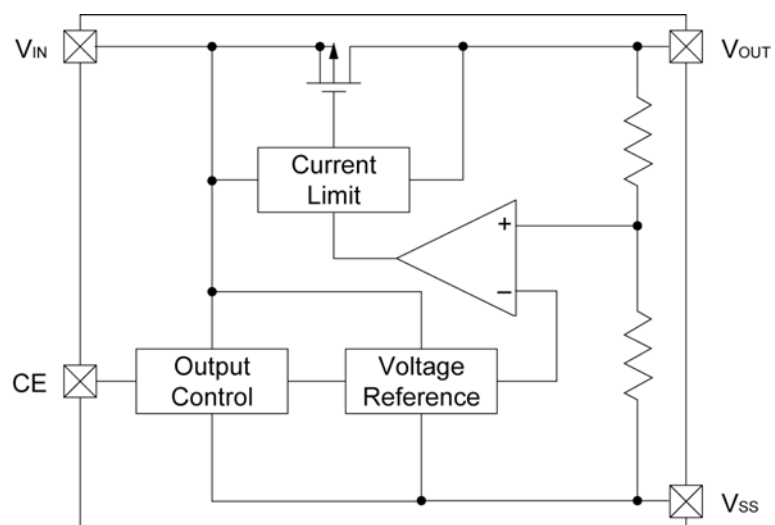 VIN
VOUT
Current
Limit
+
−
CE
Output
Control
Voltage
Reference
VSS